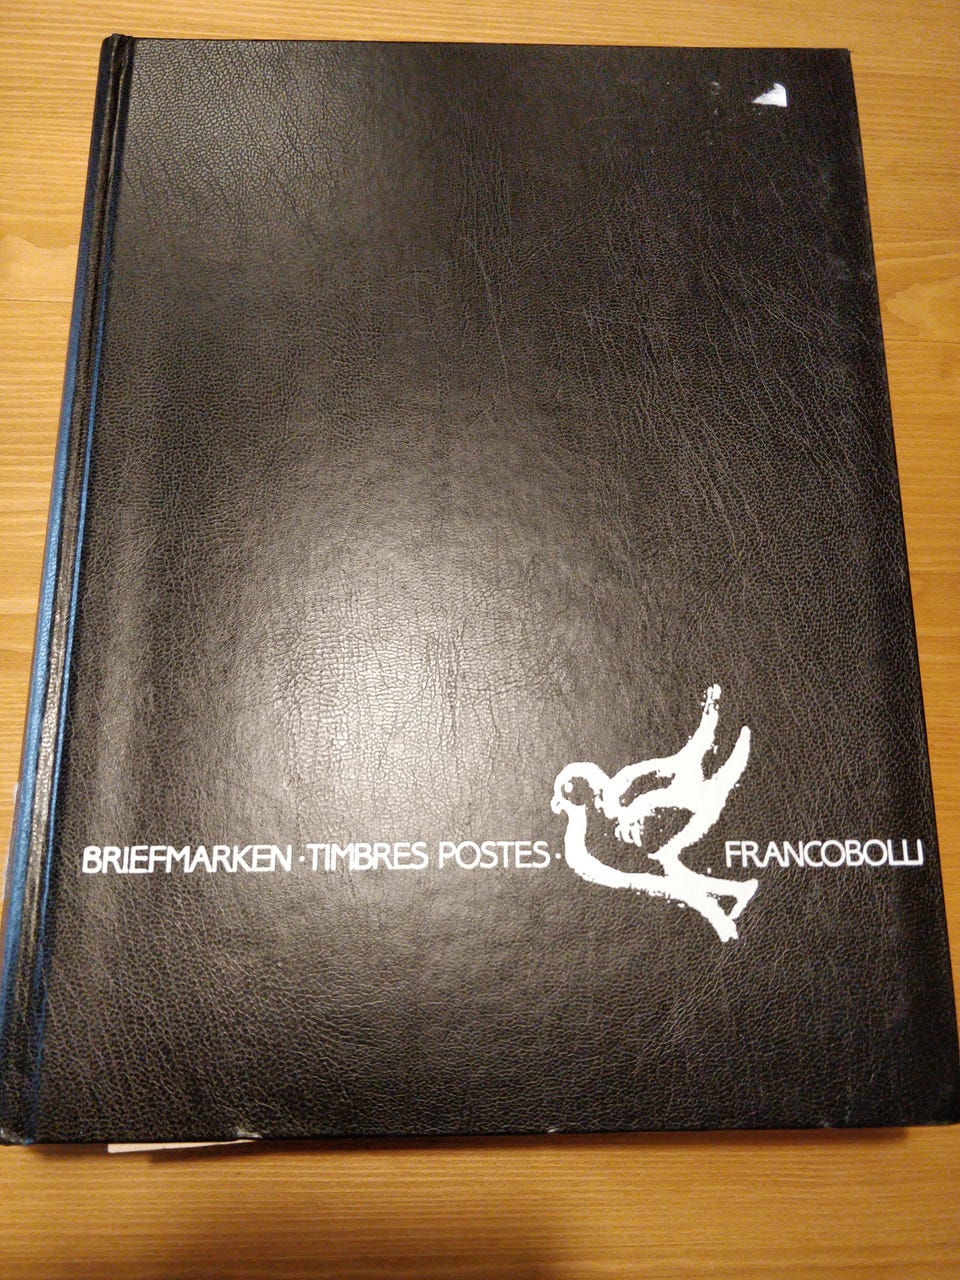 BRIEFMARKEN · TIMBRES POSTES · FRANCOBOLLI